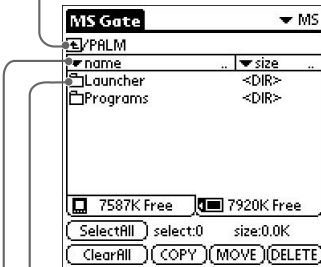 MS Gate MS
/PALM
name .. size ..
Launcher <DIR>
Programs <DIR>
7587K Free 7920K Free
SelectAll select:0 size:0.0K
ClearAll COPY MOVE DELETE